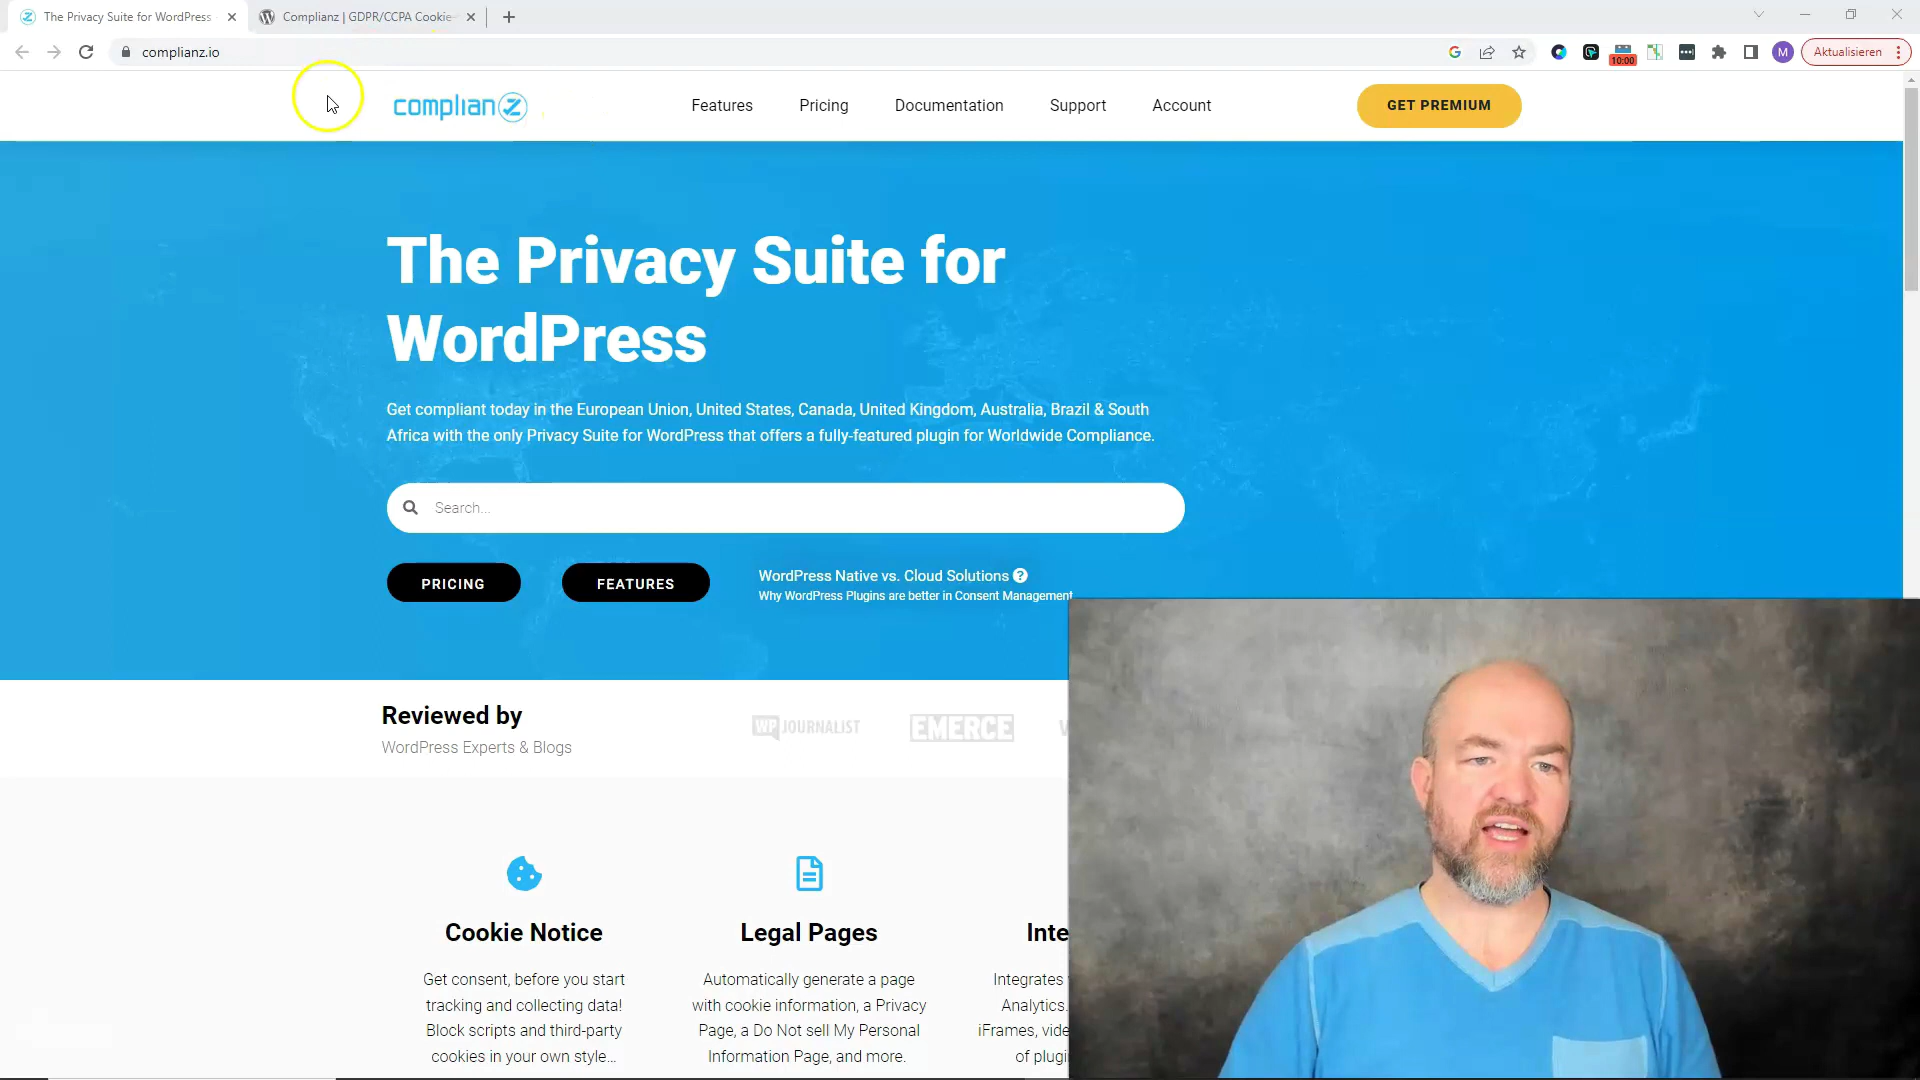 The Privacy Suite for WordPress
Complianz | GDPR/CCPA Cookie
complianz.io
10:00
M
Aktualisieren
complianz
Features
Pricing
Documentation
Support
Account
GET PREMIUM
The Privacy Suite for
WordPress
Get compliant today in the European Union, United States, Canada, United Kingdom, Australia, Brazil & South
Africa with the only Privacy Suite for WordPress that offers a fully-featured plugin for Worldwide Compliance.
Search...
PRICING
FEATURES
WordPress Native vs. Cloud Solutions
Why WordPress Plugins are better in Consent Management
Reviewed by
WordPress Experts & Blogs
WP JOURNALIST
EMERCE
Cookie Notice
Get consent, before you start
tracking and collecting data!
Block scripts and third-party
cookies in your own style...
Legal Pages
Automatically generate a page
with cookie information, a Privacy
Page, a Do Not sell My Personal
Information Page, and more.
Inte
Integrates
Analytics.
iFrames, vide
of plugi